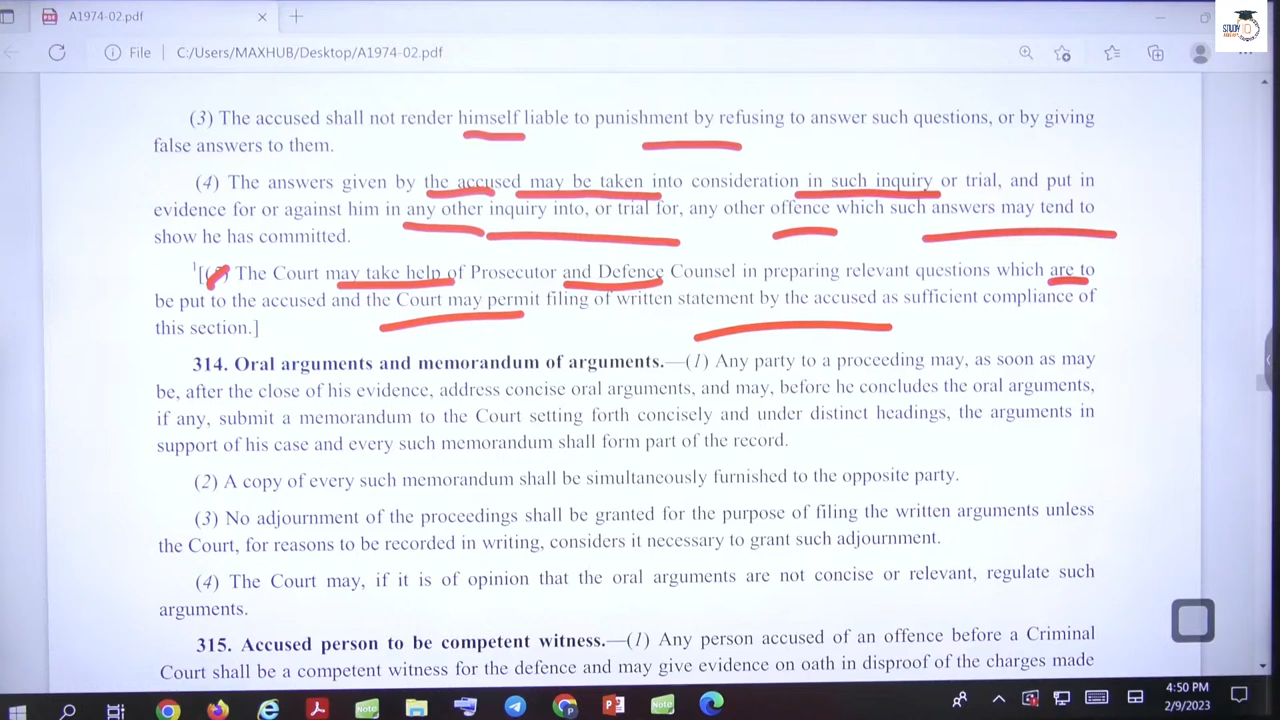 A1974-02.pdf
File C:/Users/MAXHUB/Desktop/A1974-02.pdf
STUDY IQ
(3) The accused shall not render himself liable to punishment by refusing to answer such questions, or by giving
false answers to them.
(4) The answers given by the accused may be taken into consideration in such inquiry or trial, and put in
evidence for or against him in any other inquiry into, or trial for, any other offence which such answers may tend to
show he has committed.
1[(5) The Court may take help of Prosecutor and Defence Counsel in preparing relevant questions which are to
be put to the accused and the Court may permit filing of written statement by the accused as sufficient compliance of
this section.]
314. Oral arguments and memorandum of arguments.—(1) Any party to a proceeding may, as soon as may
be, after the close of his evidence, address concise oral arguments, and may, before he concludes the oral arguments,
if any, submit a memorandum to the Court setting forth concisely and under distinct headings, the arguments in
support of his case and every such memorandum shall form part of the record.
(2) A copy of every such memorandum shall be simultaneously furnished to the opposite party.
(3) No adjournment of the proceedings shall be granted for the purpose of filing the written arguments unless
the Court, for reasons to be recorded in writing, considers it necessary to grant such adjournment.
(4) The Court may, if it is of opinion that the oral arguments are not concise or relevant, regulate such
arguments.
315. Accused person to be competent witness.—(1) Any person accused of an offence before a Criminal
Court shall be a competent witness for the defence and may give evidence on oath in disproof of the charges made
Note
Note
4:50 PM
2/9/2023